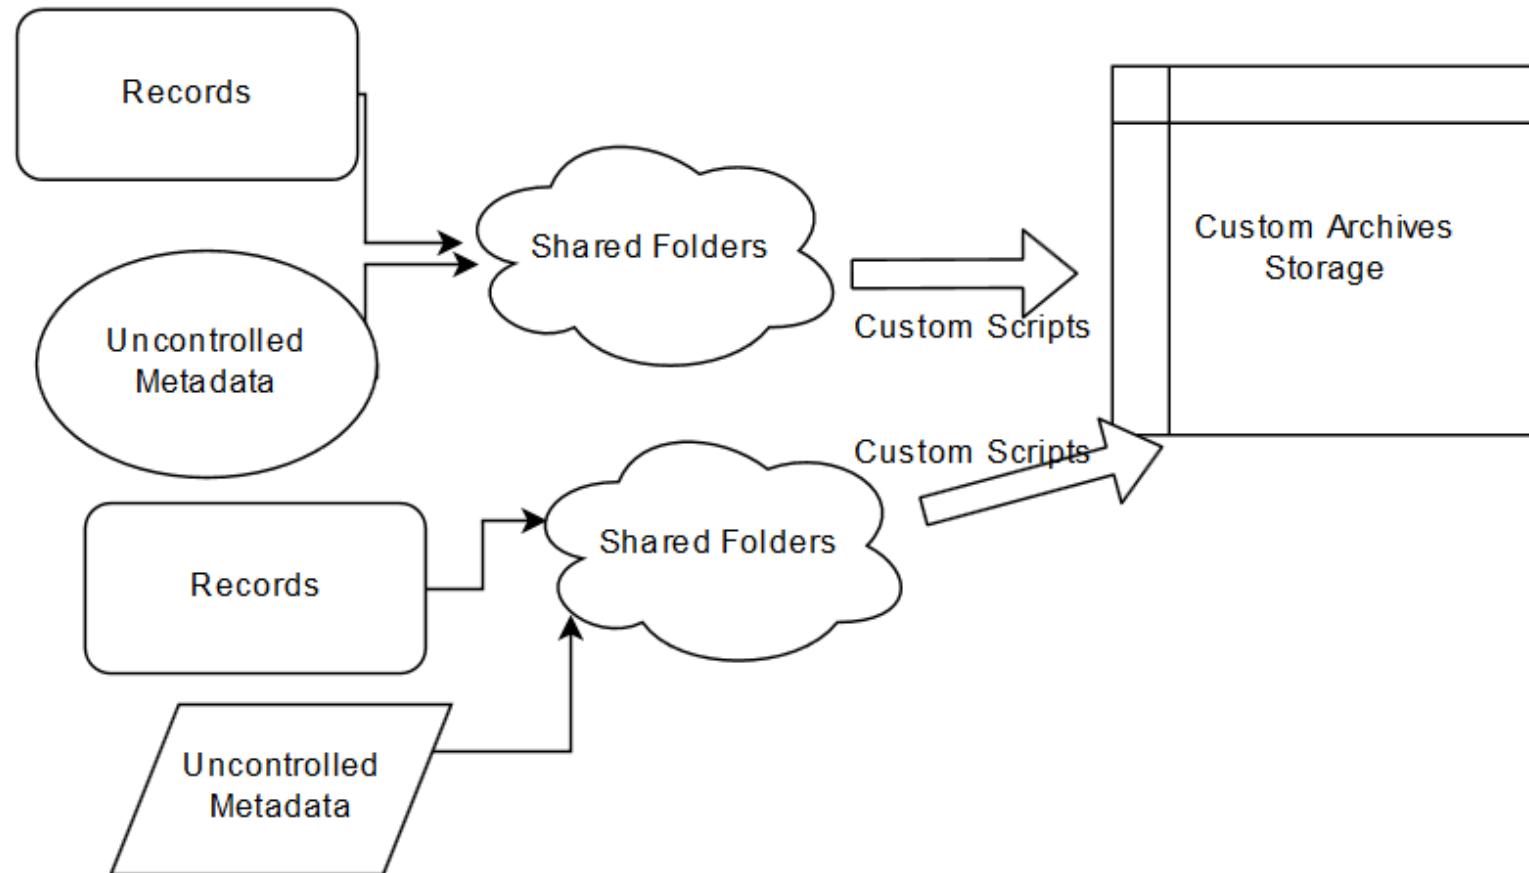 Records
Uncontrolled
Metadata
Shared Folders
Custom Scripts
Custom Archives
Storage
Records
Uncontrolled
Metadata
Shared Folders
Custom Scripts